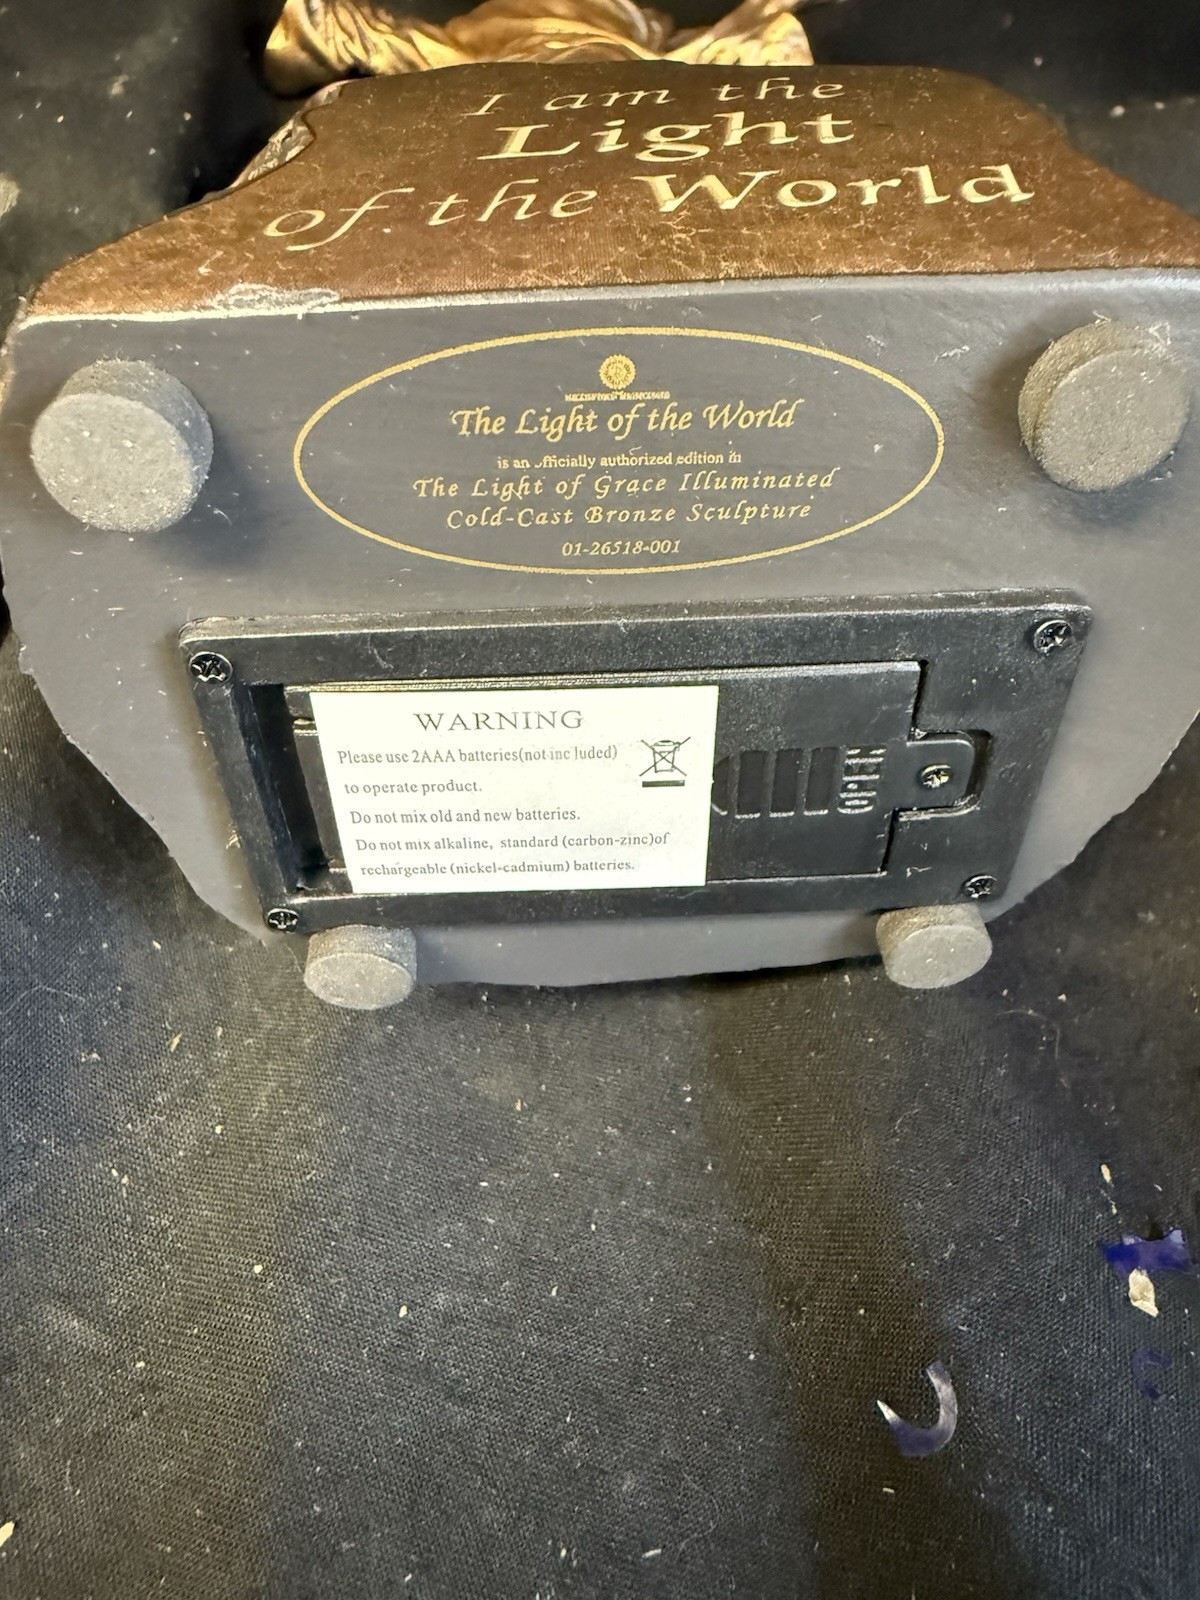 I am the
Light
of the World
The Light of the World
is an officially authorized edition in
The Light of Grace Illuminated
Cold-Cast Bronze Sculpture
01-26518-001
WARNING
Please use 2AAA batteries(not inc luded)
to operate product.
Do not mix old and new batteries.
Do not mix alkaline, standard (carbon-zinc)of
rechargeable (nickel-cadmium) batteries.